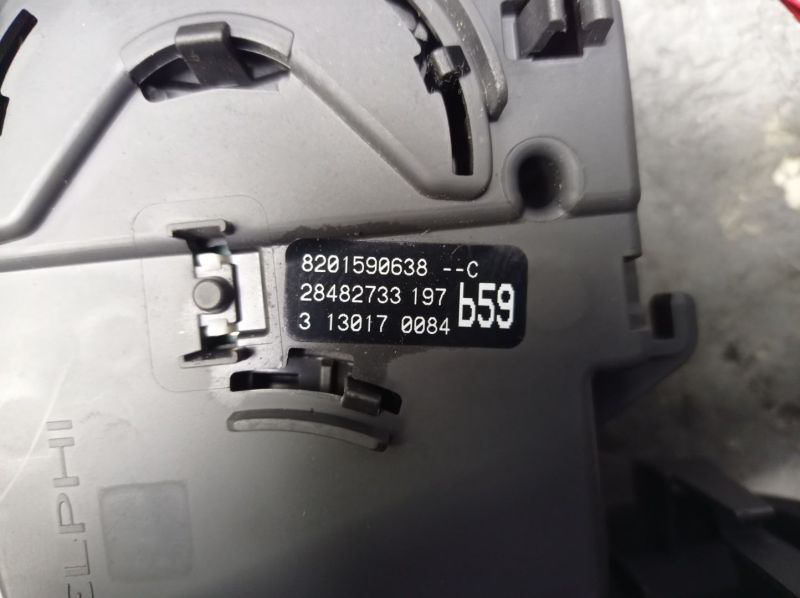 8201590638 --C
28482733 197
3 13017 0084 b59
ELPHI